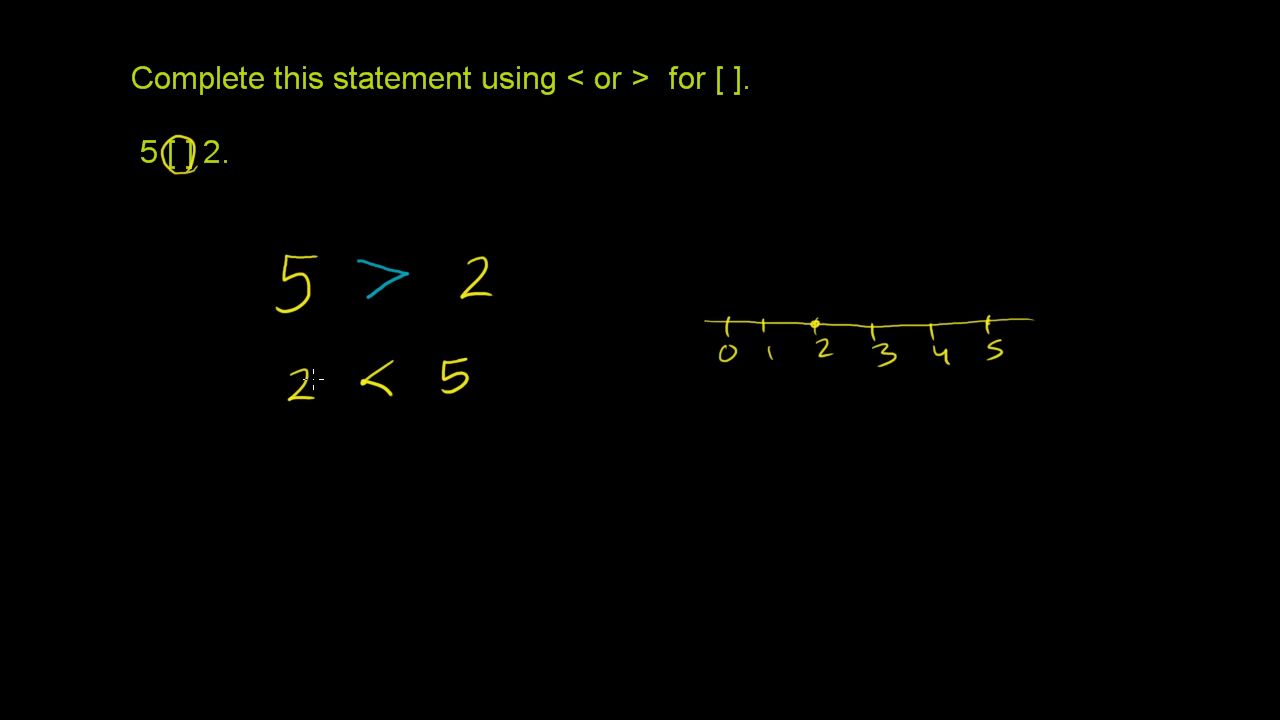 Complete this statement using < or > for [ ].
5 [ ] 2.
5 > 2
2 < 5
0 1 2 3 4 5